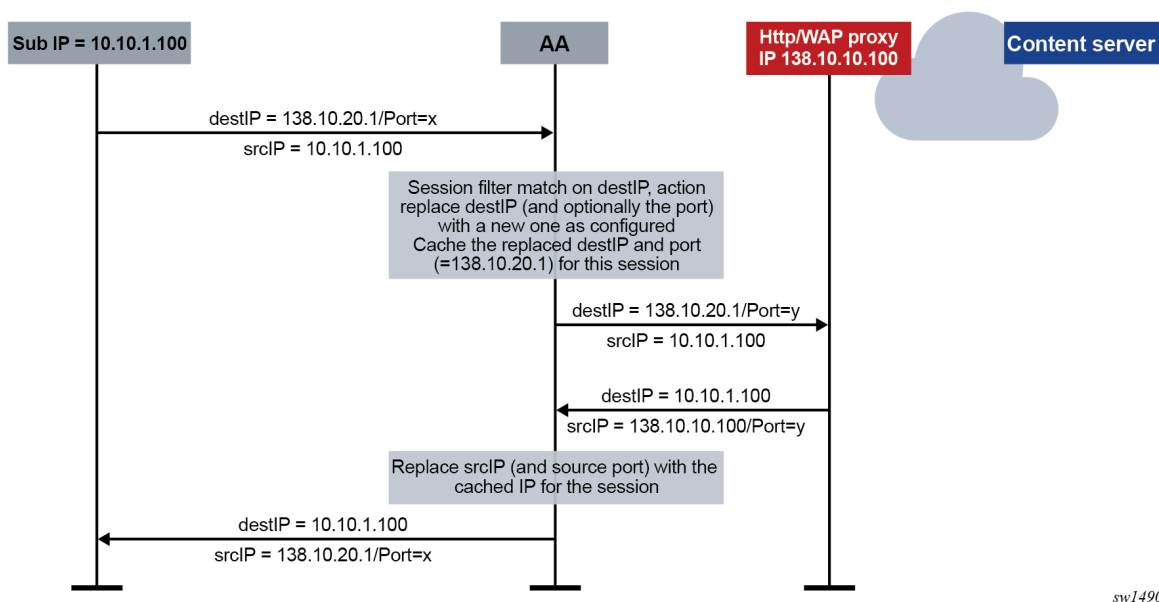 Sub IP = 10.10.1.100
AA
Http/WAP proxy
IP 138.10.10.100
Content server
destIP = 138.10.20.1/Port=x
srcIP = 10.10.1.100
Session filter match on destIP, action
replace destIP (and optionally the port)
with a new one as configured
Cache the replaced destIP and port
(=138.10.20.1) for this session
destIP = 138.10.20.1/Port=y
srcIP = 10.10.1.100
destIP = 10.10.1.100
srcIP = 138.10.10.100/Port=y
Replace srcIP (and source port) with the
cached IP for the session
destIP = 10.10.1.100
srcIP = 138.10.20.1/Port=x
sw1490